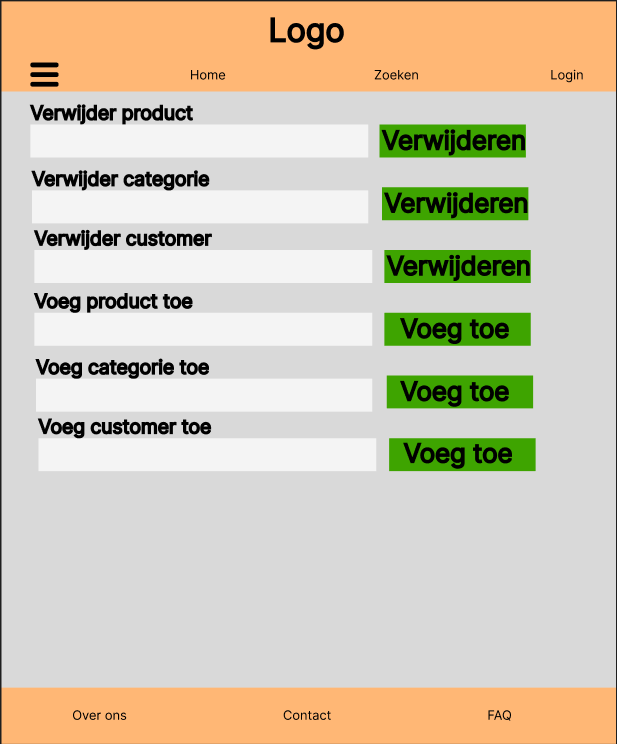 Logo
Home Zoeken Login
Verwijder product
Verwijderen
Verwijder categorie
Verwijderen
Verwijder customer
Verwijderen
Voeg product toe
Voeg toe
Voeg categorie toe
Voeg toe
Voeg customer toe
Voeg toe
Over ons Contact FAQ